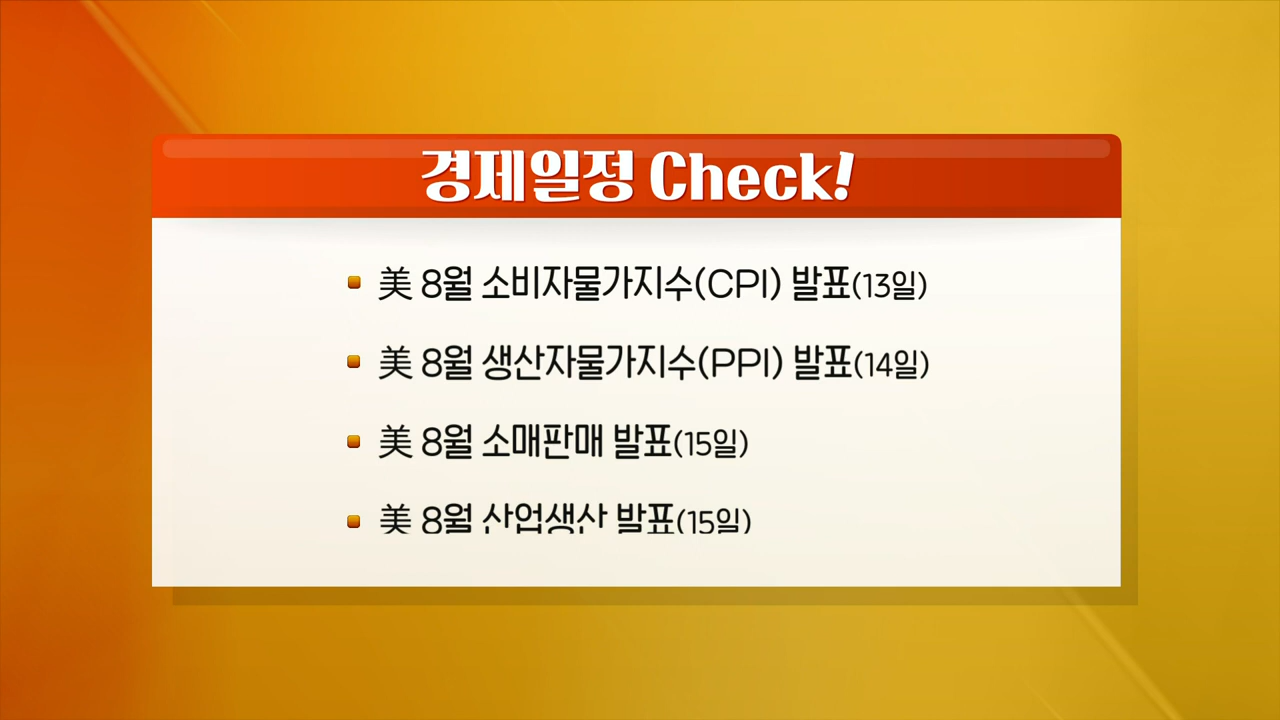 경제일정 Check!
美 8월 소비자물가지수(CPI) 발표(13일)
美 8월 생산자물가지수(PPI) 발표(14일)
美 8월 소매판매 발표(15일)
美 8월 산업생산 발표(15일)